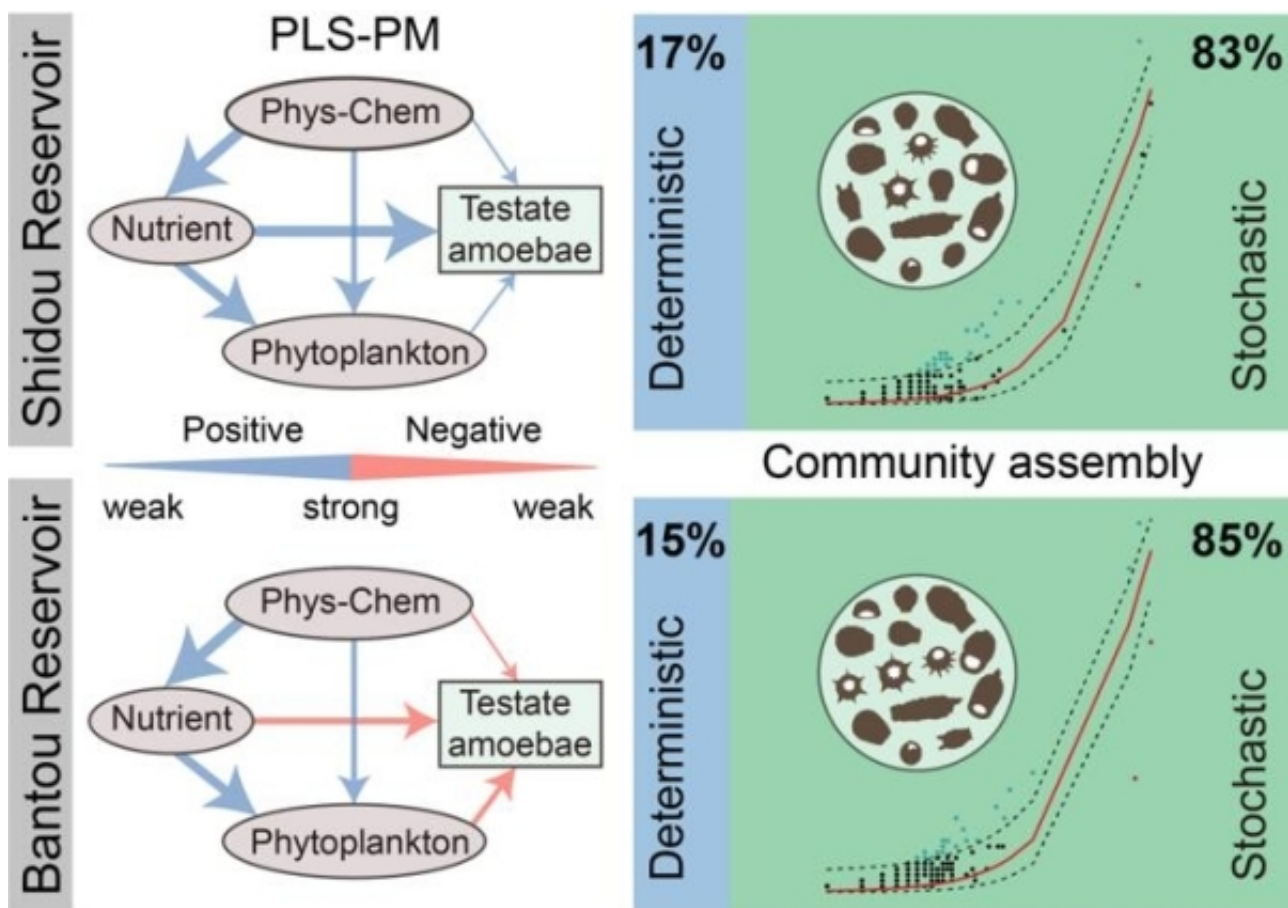 Shidou Reservoir
PLS-PM
Phys-Chem
Nutrient
Testate
amoebae
Phytoplankton
17%
83%
Deterministic
Stochastic
Positive
Negative
weak
strong
weak
Community assembly
Bantou Reservoir
Phys-Chem
Nutrient
Testate
amoebae
Phytoplankton
15%
85%
Deterministic
Stochastic